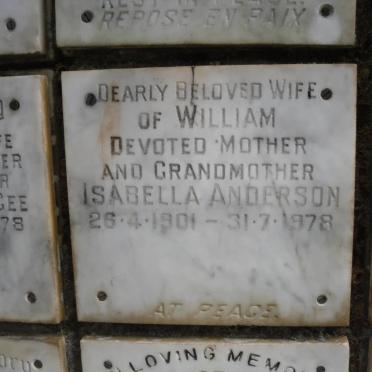 REPOSE EN PAIX
DEARLY BELOVED WIFE
OF WILLIAM
DEVOTED MOTHER
AND GRANDMOTHER
ISABELLA ANDERSON
26·4·1901 – 31·7·1978
AT PEACE
LOVING
78